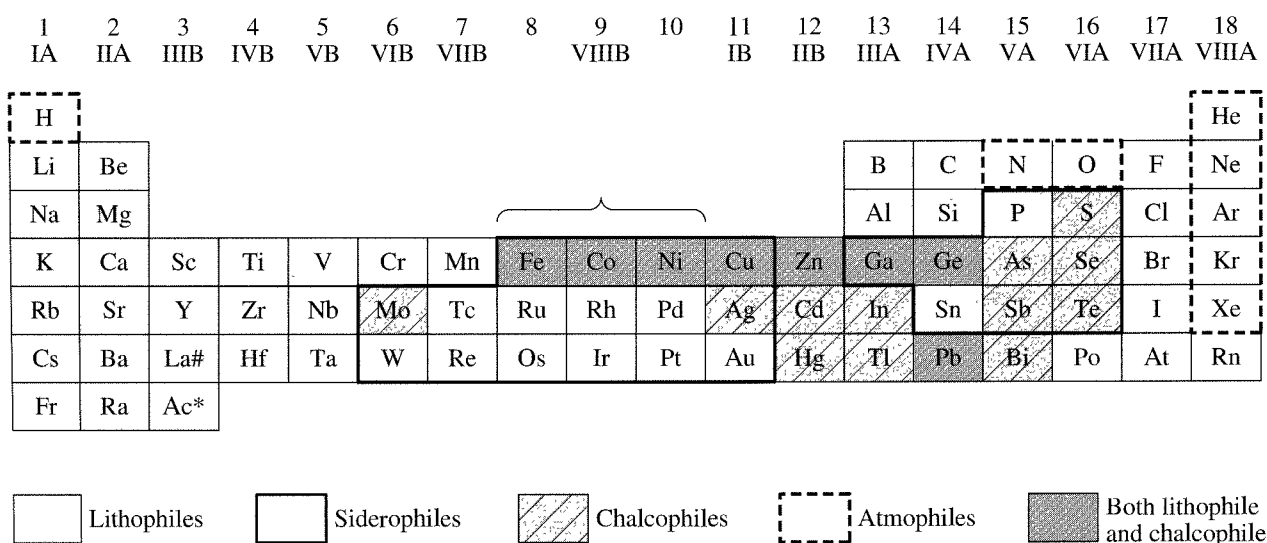 1 2 3 4 5 6 7 8 9 10 11 12 13 14 15 16 17 18
IA IIA IIIB IVB VB VIB VIIB VIIIB IB IIB IIIA IVA VA VIA VIIA VIIIA
H He
Li Be B C N O F Ne
Na Mg Al Si P S Cl Ar
K Ca Sc Ti V Cr Mn Fe Co Ni Cu Zn Ga Ge As Se Br Kr
Rb Sr Y Zr Nb Mo Tc Ru Rh Pd Ag Cd In Sn Sb Te I Xe
Cs Ba La# Hf Ta W Re Os Ir Pt Au Hg Tl Pb Bi Po At Rn
Fr Ra Ac*
Lithophiles
Siderophiles
Chalcophiles
Atmophiles
Both lithophile
and chalcophile